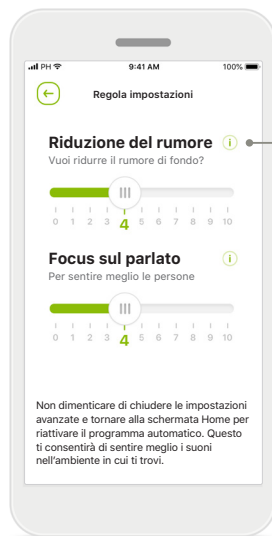 PH 9:41 AM 100%
Regola impostazioni
Riduzione del rumore i
Vuoi ridurre il rumore di fondo?
0 1 2 3 4 5 6 7 8 9 10
Focus sul parlato i
Per sentire meglio le persone
0 1 2 3 4 5 6 7 8 9 10
Non dimenticare di chiudere le impostazioni
avanzate e tornare alla schermata Home per
riattivare il programma automatico. Questo
ti consentirà di sentire meglio i suoni
nell'ambiente in cui ti trovi.